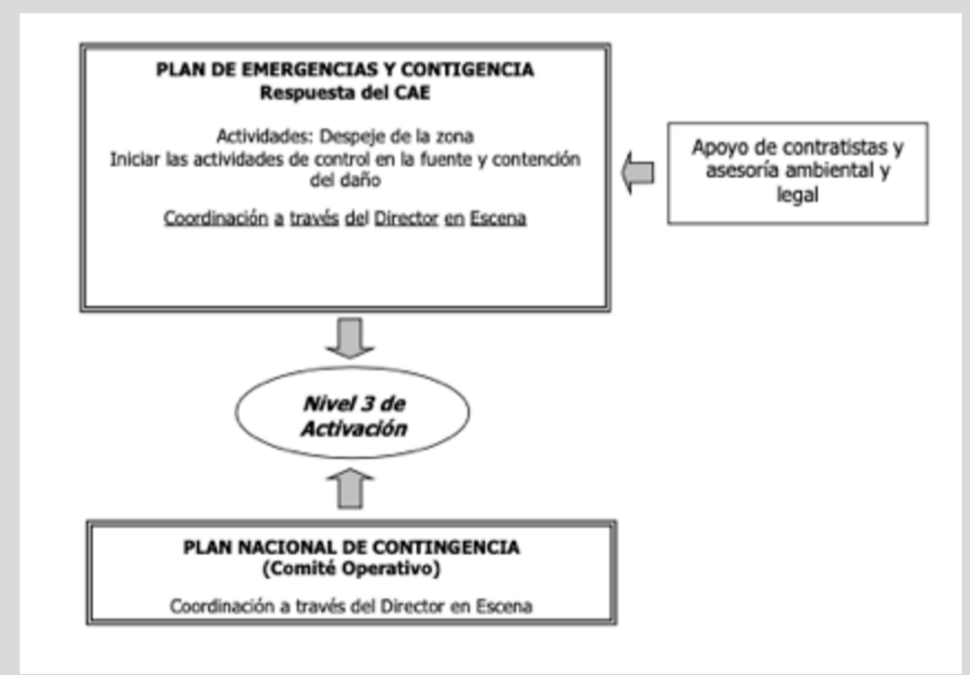 PLAN DE EMERGENCIAS Y CONTIGENCIA
Respuesta del CAE
Actividades: Despeje de la zona
Iniciar las actividades de control en la fuente y contención
del daño
Coordinación a través del Director en Escena
Apoyo de contratistas y
asesoría ambiental y
legal
Nivel 3 de
Activación
PLAN NACIONAL DE CONTINGENCIA
(Comité Operativo)
Coordinación a través del Director en Escena